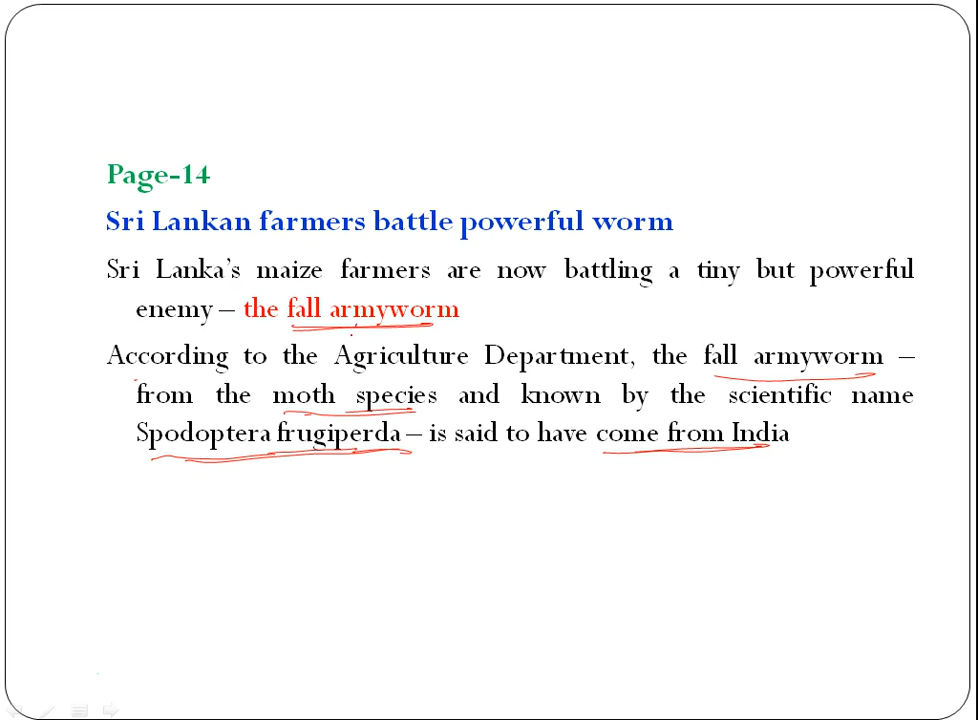 Page-14
Sri Lankan farmers battle powerful worm
Sri Lanka's maize farmers are now battling a tiny but powerful
enemy – the fall armyworm
According to the Agriculture Department, the fall armyworm –
from the moth species and known by the scientific name
Spodoptera frugiperda – is said to have come from India